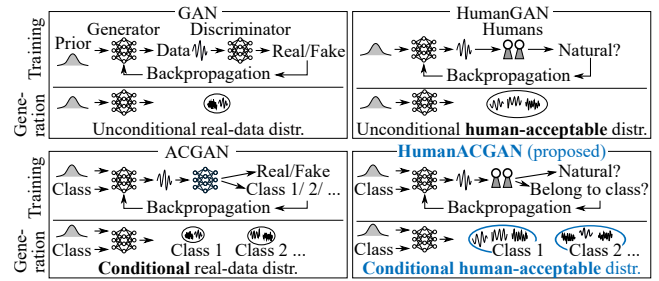 GAN
Training
Prior
Generator
Data
Discriminator
Real/Fake
Backpropagation
Gene-
ration
Unconditional real-data distr.
HumanGAN
Humans
Natural?
Backpropagation
Unconditional human-acceptable distr.
ACGAN
Training
Class
Real/Fake
Class 1/ 2/ ...
Backpropagation
Gene-
ration
Class
Class 1
Class 2 ...
Conditional real-data distr.
HumanACGAN (proposed)
Class
Natural?
Belong to class?
Backpropagation
Class
Class 1
Class 2 ...
Conditional human-acceptable distr.